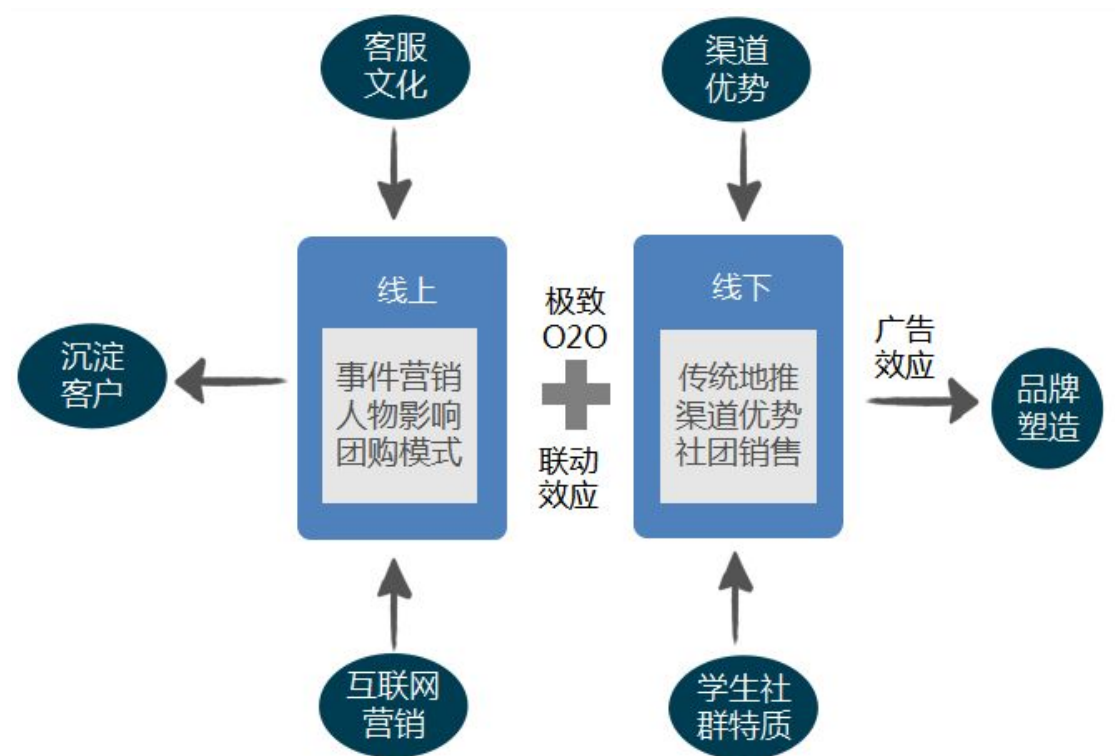 客服
文化
渠道
优势
线上
线下
极致
O2O
广告
效应
沉淀
客户
事件营销
人物影响
团购模式
传统地推
渠道优势
社团销售
品牌
塑造
联动
效应
互联网
营销
学生社
群特质